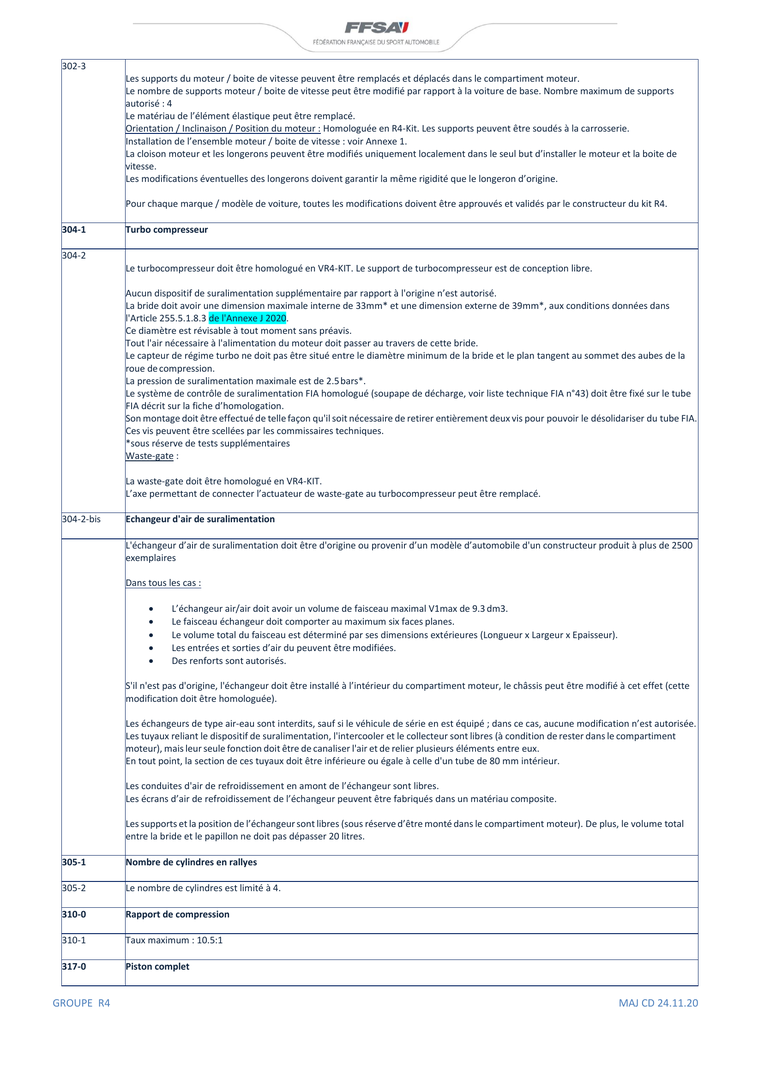 FFSA
FÉDÉRATION FRANÇAISE DU SPORT AUTOMOBILE
302-3
Les supports du moteur / boite de vitesse peuvent être remplacés et déplacés dans le compartiment moteur.
Le nombre de supports moteur / boite de vitesse peut être modifié par rapport à la voiture de base. Nombre maximum de supports
autorisé : 4
Le matériau de l'élément élastique peut être remplacé.
Orientation / Inclinaison / Position du moteur : Homologuée en R4-Kit. Les supports peuvent être soudés à la carrosserie.
Installation de l'ensemble moteur / boite de vitesse : voir Annexe 1.
La cloison moteur et les longerons peuvent être modifiés uniquement localement dans le seul but d'installer le moteur et la boite de
vitesse.
Les modifications éventuelles des longerons doivent garantir la même rigidité que le longeron d'origine.
Pour chaque marque / modèle de voiture, toutes les modifications doivent être approuvés et validés par le constructeur du kit R4.
304-1 Turbo compresseur
304-2
Le turbocompresseur doit être homologué en VR4-KIT. Le support de turbocompresseur est de conception libre.
Aucun dispositif de suralimentation supplémentaire par rapport à l'origine n'est autorisé.
La bride doit avoir une dimension maximale interne de 33mm* et une dimension externe de 39mm*, aux conditions données dans
l'Article 255.5.1.8.3 de l'Annexe J 2020.
Ce diamètre est révisable à tout moment sans préavis.
Tout l'air nécessaire à l'alimentation du moteur doit passer au travers de cette bride.
Le capteur de régime turbo ne doit pas être situé entre le diamètre minimum de la bride et le plan tangent au sommet des aubes de la
roue de compression.
La pression de suralimentation maximale est de 2.5 bars*.
Le système de contrôle de suralimentation FIA homologué (soupape de décharge, voir liste technique FIA n°43) doit être fixé sur le tube
FIA décrit sur la fiche d'homologation.
Son montage doit être effectué de telle façon qu'il soit nécessaire de retirer entièrement deux vis pour pouvoir le désolidariser du tube FIA.
Ces vis peuvent être scellées par les commissaires techniques.
*sous réserve de tests supplémentaires
Waste-gate :
La waste-gate doit être homologué en VR4-KIT.
L'axe permettant de connecter l'actuateur de waste-gate au turbocompresseur peut être remplacé.
304-2-bis Echangeur d'air de suralimentation
L'échangeur d'air de suralimentation doit être d'origine ou provenir d'un modèle d'automobile d'un constructeur produit à plus de 2500
exemplaires
Dans tous les cas :
• L'échangeur air/air doit avoir un volume de faisceau maximal V1max de 9.3 dm3.
• Le faisceau échangeur doit comporter au maximum six faces planes.
• Le volume total du faisceau est déterminé par ses dimensions extérieures (Longueur x Largeur x Epaisseur).
• Les entrées et sorties d'air du peuvent être modifiées.
• Des renforts sont autorisés.
S'il n'est pas d'origine, l'échangeur doit être installé à l'intérieur du compartiment moteur, le châssis peut être modifié à cet effet (cette
modification doit être homologuée).
Les échangeurs de type air-eau sont interdits, sauf si le véhicule de série en est équipé ; dans ce cas, aucune modification n'est autorisée.
Les tuyaux reliant le dispositif de suralimentation, l'intercooler et le collecteur sont libres (à condition de rester dans le compartiment
moteur), mais leur seule fonction doit être de canaliser l'air et de relier plusieurs éléments entre eux.
En tout point, la section de ces tuyaux doit être inférieure ou égale à celle d'un tube de 80 mm intérieur.
Les conduites d'air de refroidissement en amont de l'échangeur sont libres.
Les écrans d'air de refroidissement de l'échangeur peuvent être fabriqués dans un matériau composite.
Les supports et la position de l'échangeur sont libres (sous réserve d'être monté dans le compartiment moteur). De plus, le volume total
entre la bride et le papillon ne doit pas dépasser 20 litres.
305-1 Nombre de cylindres en rallyes
305-2 Le nombre de cylindres est limité à 4.
310-0 Rapport de compression
310-1 Taux maximum : 10.5:1
317-0 Piston complet
GROUPE R4 MAJ CD 24.11.20